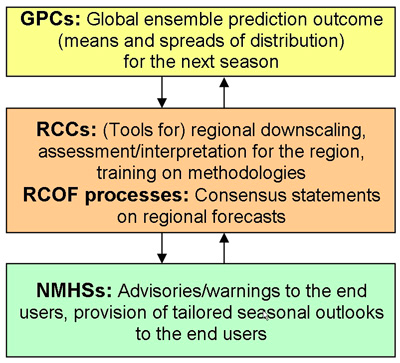 GPCs: Global ensemble prediction outcome
(means and spreads of distribution)
for the next season
RCCs: (Tools for) regional downscaling,
assessment/interpretation for the region,
training on methodologies
RCOF processes: Consensus statements
on regional forecasts
NMHSs: Advisories/warnings to the end
users, provision of tailored seasonal outlooks
to the end users